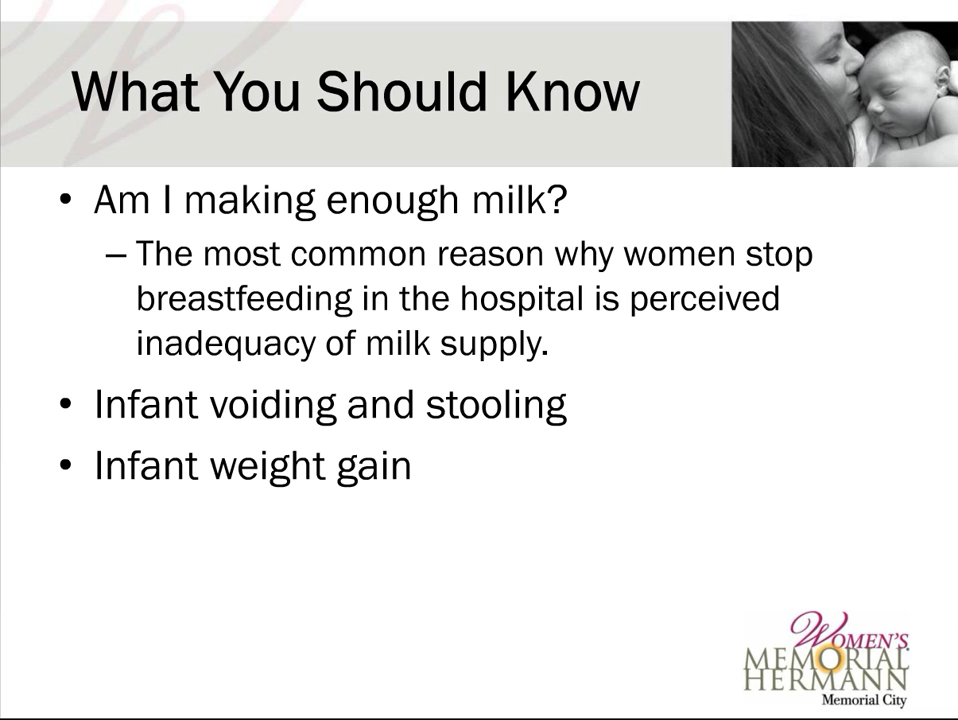 What You Should Know
• Am I making enough milk?
– The most common reason why women stop
breastfeeding in the hospital is perceived
inadequacy of milk supply.
• Infant voiding and stooling
• Infant weight gain
WOMEN'S
MEMORIAL
HERMANN
Memorial City